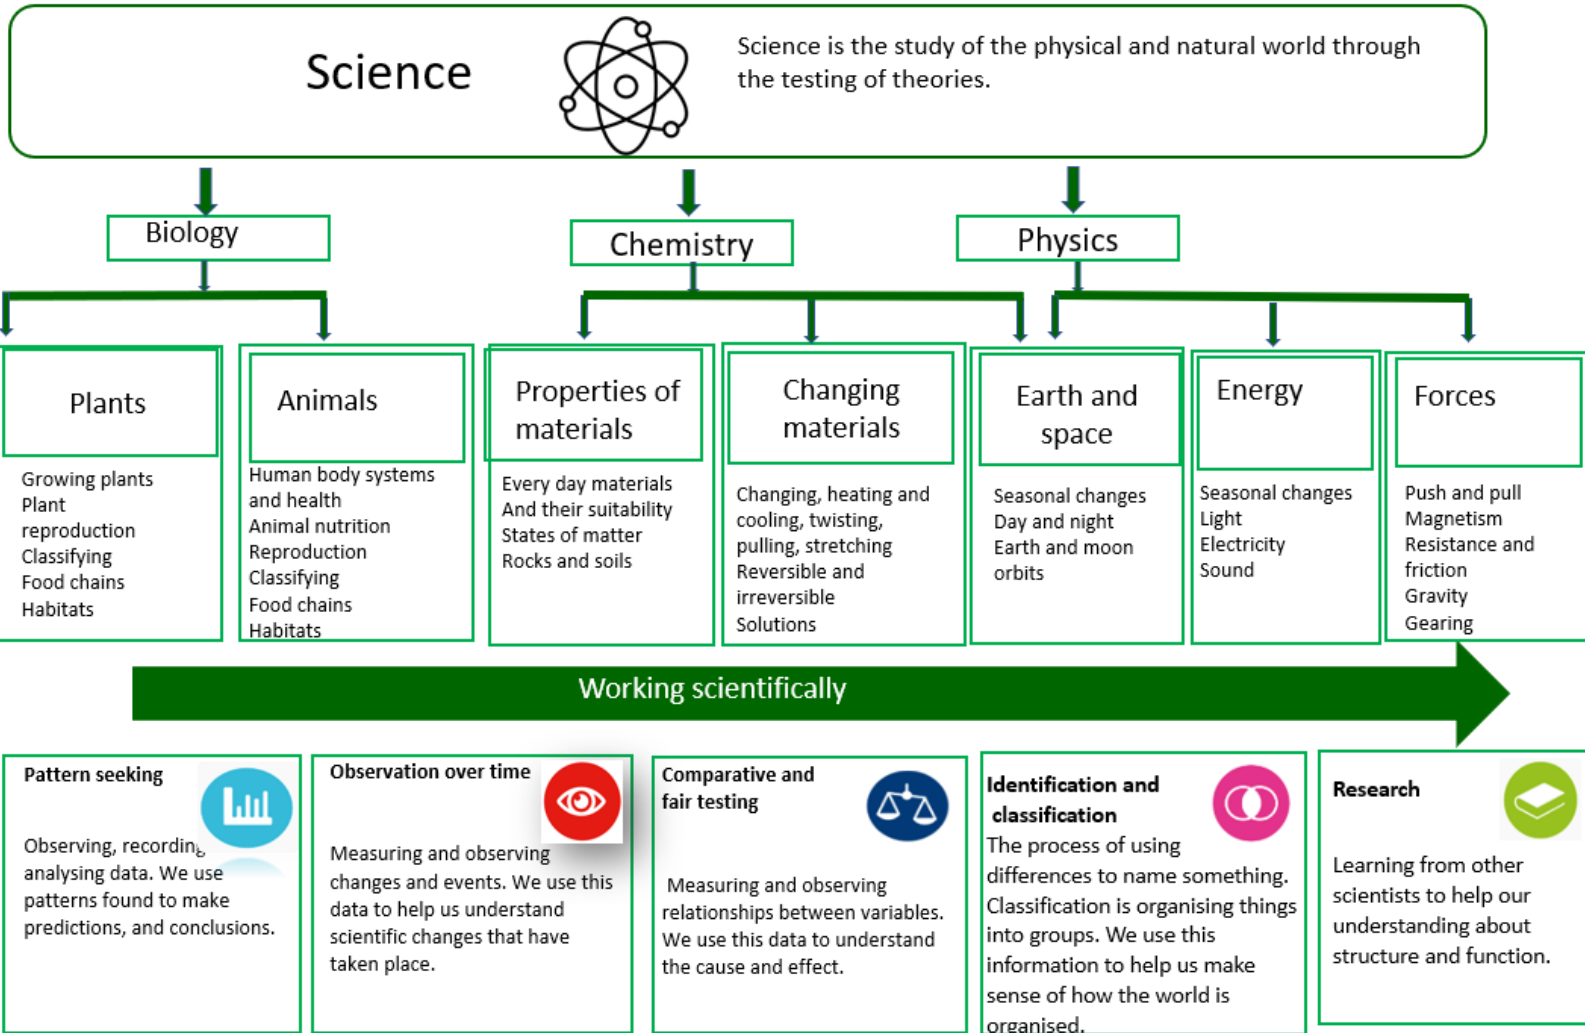 Science
Science is the study of the physical and natural world through
the testing of theories.
Biology
Chemistry
Physics
Plants
Growing plants
Plant
reproduction
Classifying
Food chains
Habitats
Animals
Human body systems
and health
Animal nutrition
Reproduction
Classifying
Food chains
Habitats
Properties of
materials
Every day materials
And their suitability
States of matter
Rocks and soils
Changing
materials
Changing, heating and
cooling, twisting,
pulling, stretching
Reversible and
irreversible
Solutions
Earth and
space
Seasonal changes
Day and night
Earth and moon
orbits
Energy
Seasonal changes
Light
Electricity
Sound
Forces
Push and pull
Magnetism
Resistance and
friction
Gravity
Gearing
Working scientifically
Pattern seeking
Observing, recording
analysing data. We use
patterns found to make
predictions, and conclusions.
Observation over time
Measuring and observing
changes and events. We use this
data to help us understand
scientific changes that have
taken place.
Comparative and
fair testing
Measuring and observing
relationships between variables.
We use this data to understand
the cause and effect.
Identification and
classification
The process of using
differences to name something.
Classification is organising things
into groups. We use this
information to help us make
sense of how the world is
organised.
Research
Learning from other
scientists to help our
understanding about
structure and function.